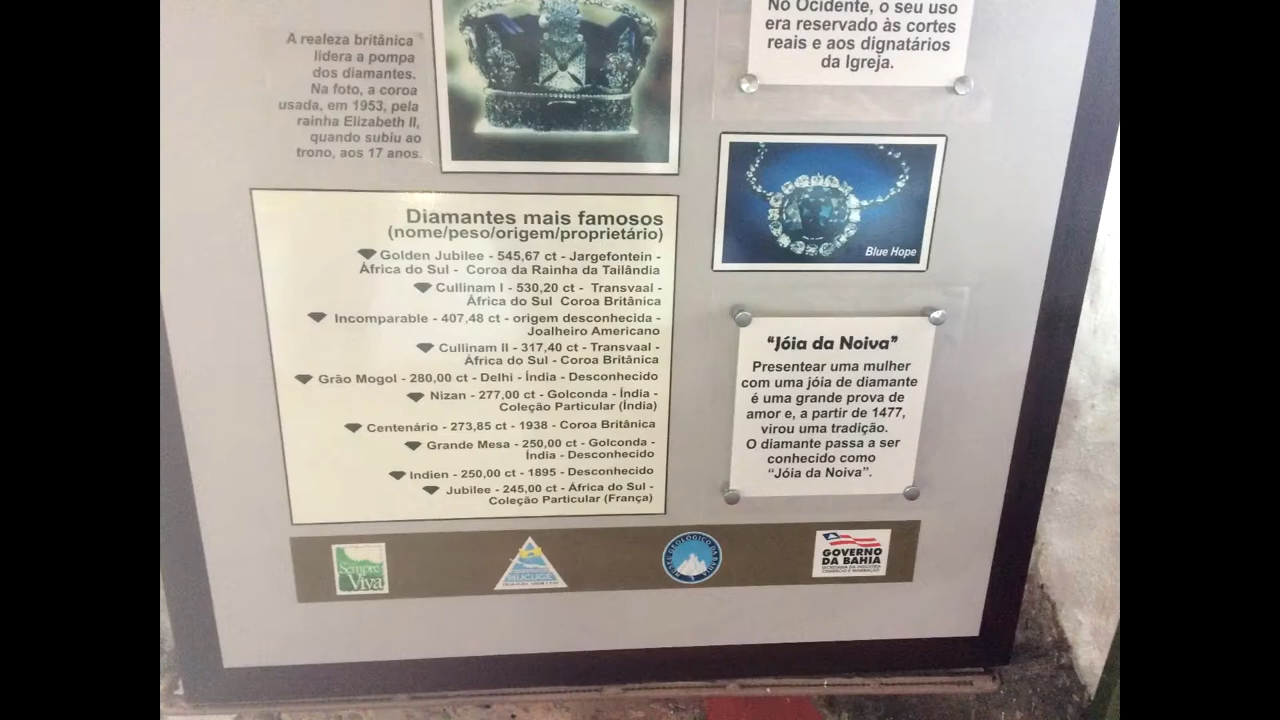 No Ocidente, o seu uso
era reservado às cortes
reais e aos dignatários
da Igreja.
A realeza britânica
lidera a pompa
dos diamantes.
Na foto, a coroa
usada, em 1953, pela
rainha Elizabeth II,
quando subiu ao
trono, aos 17 anos.
Blue Hope
Diamantes mais famosos
(nome/peso/origem/proprietário)
Golden Jubilee - 545,67 ct - Jargefontein -
África do Sul - Coroa da Rainha da Tailândia
Cullinam I - 530,20 ct - Transvaal -
África do Sul Coroa Britânica
Incomparable - 407,48 ct - origem desconhecida -
Joalheiro Americano
Cullinam II - 317,40 ct - Transvaal -
África do Sul - Coroa Britânica
Grão Mogol - 280,00 ct - Delhi - Índia - Desconhecido
Nizan - 277,00 ct - Golconda - Índia -
Coleção Particular (Índia)
Centenário - 273,85 ct - 1938 - Coroa Britânica
Grande Mesa - 250,00 ct - Golconda -
Índia - Desconhecido
Indien - 250,00 ct - 1895 - Desconhecido
Jubilee - 245,00 ct - África do Sul -
Coleção Particular (França)
"Jóia da Noiva"
Presentear uma mulher
com uma jóia de diamante
é uma grande prova de
amor e, a partir de 1477,
virou uma tradição.
O diamante passa a ser
conhecido como
"Jóia da Noiva".
Sempre
Viva
MUSEU GEOLÓGICO DA BAHIA
GOVERNO
DA BAHIA
SECRETARIA DA INDÚSTRIA
COMÉRCIO E MINERAÇÃO